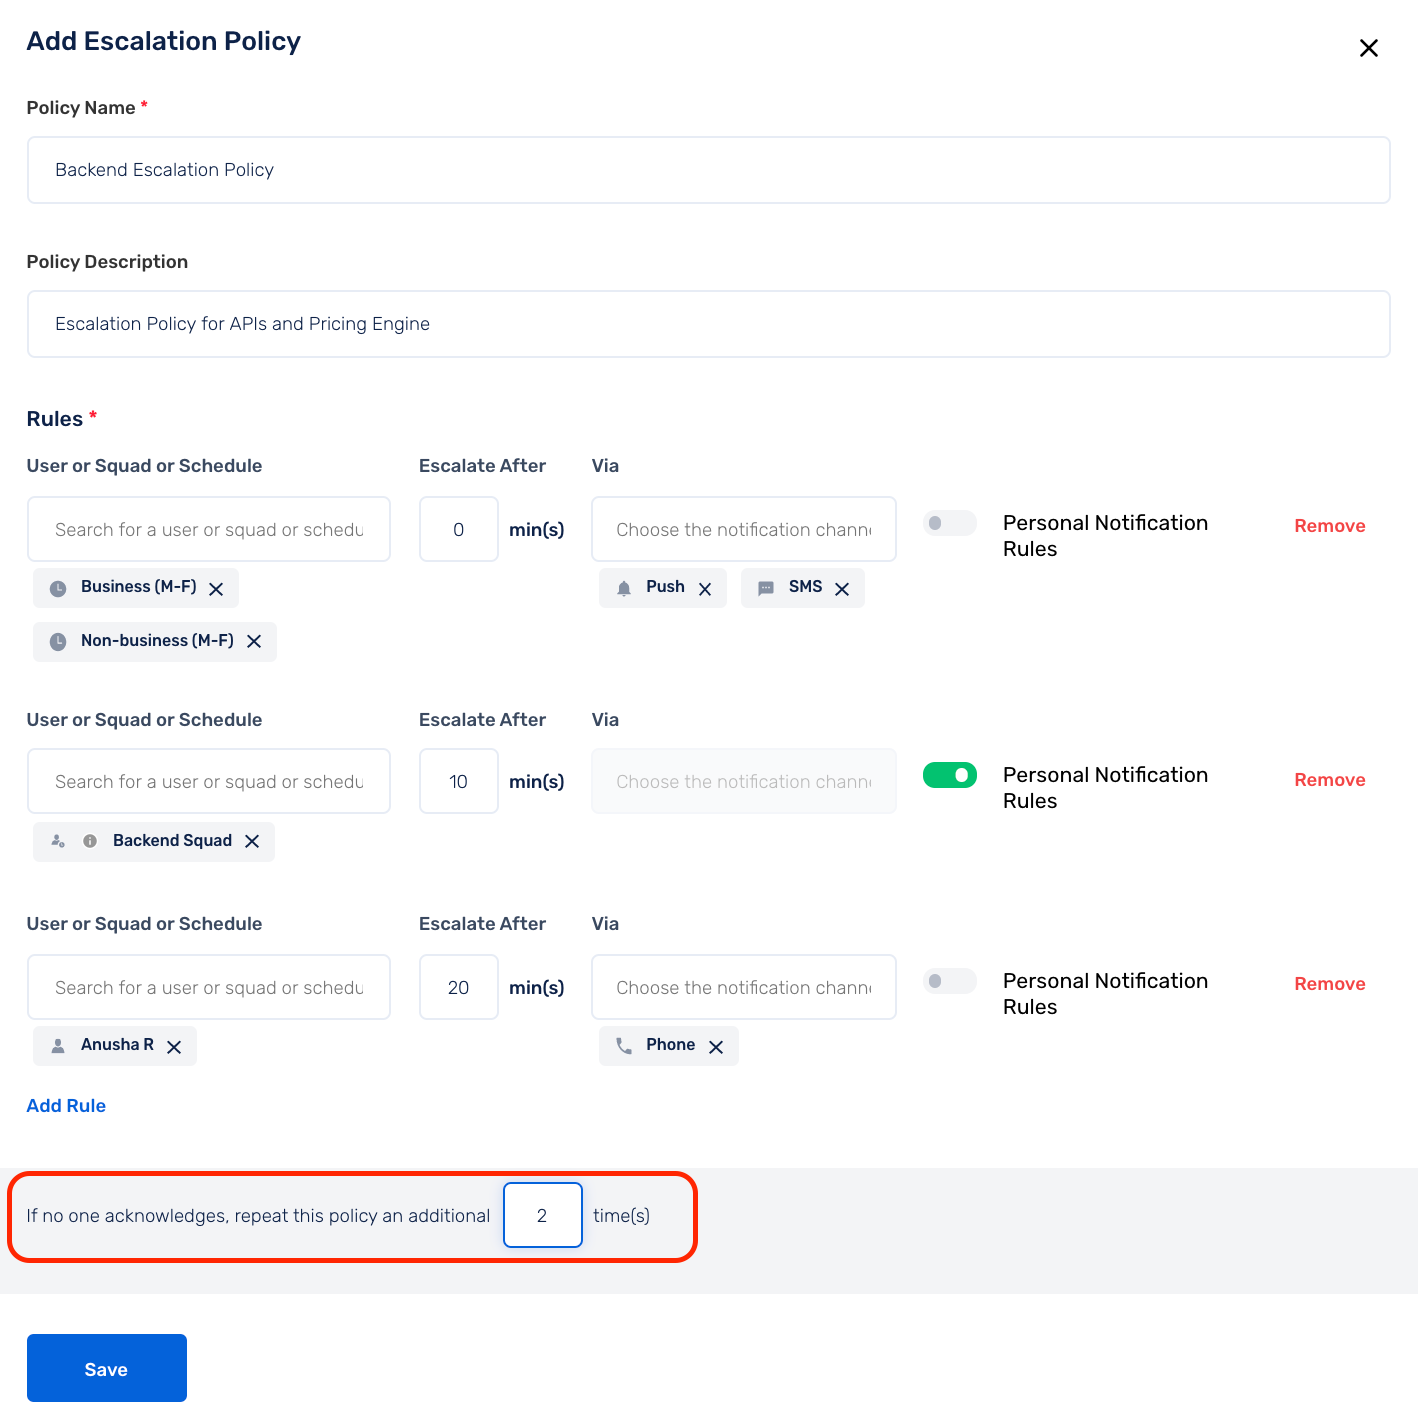 Add Escalation Policy
Policy Name *
Backend Escalation Policy
Policy Description
Escalation Policy for APIs and Pricing Engine
Rules *
User or Squad or Schedule Escalate After Via
Search for a user or squad or schedu 0 min(s) Choose the notification channe Personal Notification Rules Remove
Business (M-F) Push SMS
Non-business (M-F)
User or Squad or Schedule Escalate After Via
Search for a user or squad or schedu 10 min(s) Choose the notification channe Personal Notification Rules Remove
Backend Squad
User or Squad or Schedule Escalate After Via
Search for a user or squad or schedu 20 min(s) Choose the notification channe Personal Notification Rules Remove
Anusha R Phone
Add Rule
If no one acknowledges, repeat this policy an additional 2 time(s)
Save